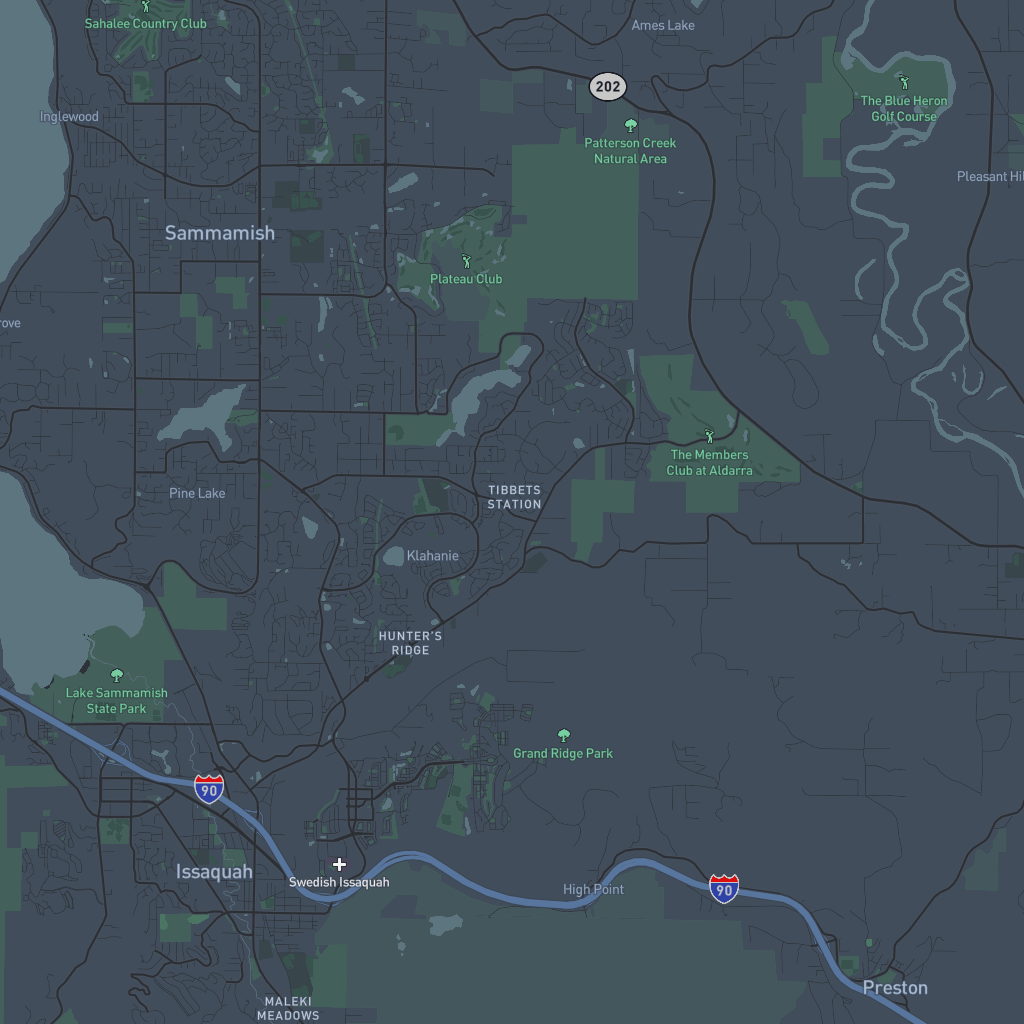 Sahalee Country Club
Ames Lake
202
Inglewood
The Blue Heron
Golf Course
Patterson Creek
Natural Area
Pleasant Hil
Sammamish
Plateau Club
rove
The Members
Club at Aldarra
Pine Lake
TIBBETS
STATION
Klahanie
HUNTER'S
RIDGE
Lake Sammamish
State Park
Grand Ridge Park
90
Issaquah
Swedish Issaquah
High Point
90
Preston
MALEKI
MEADOWS